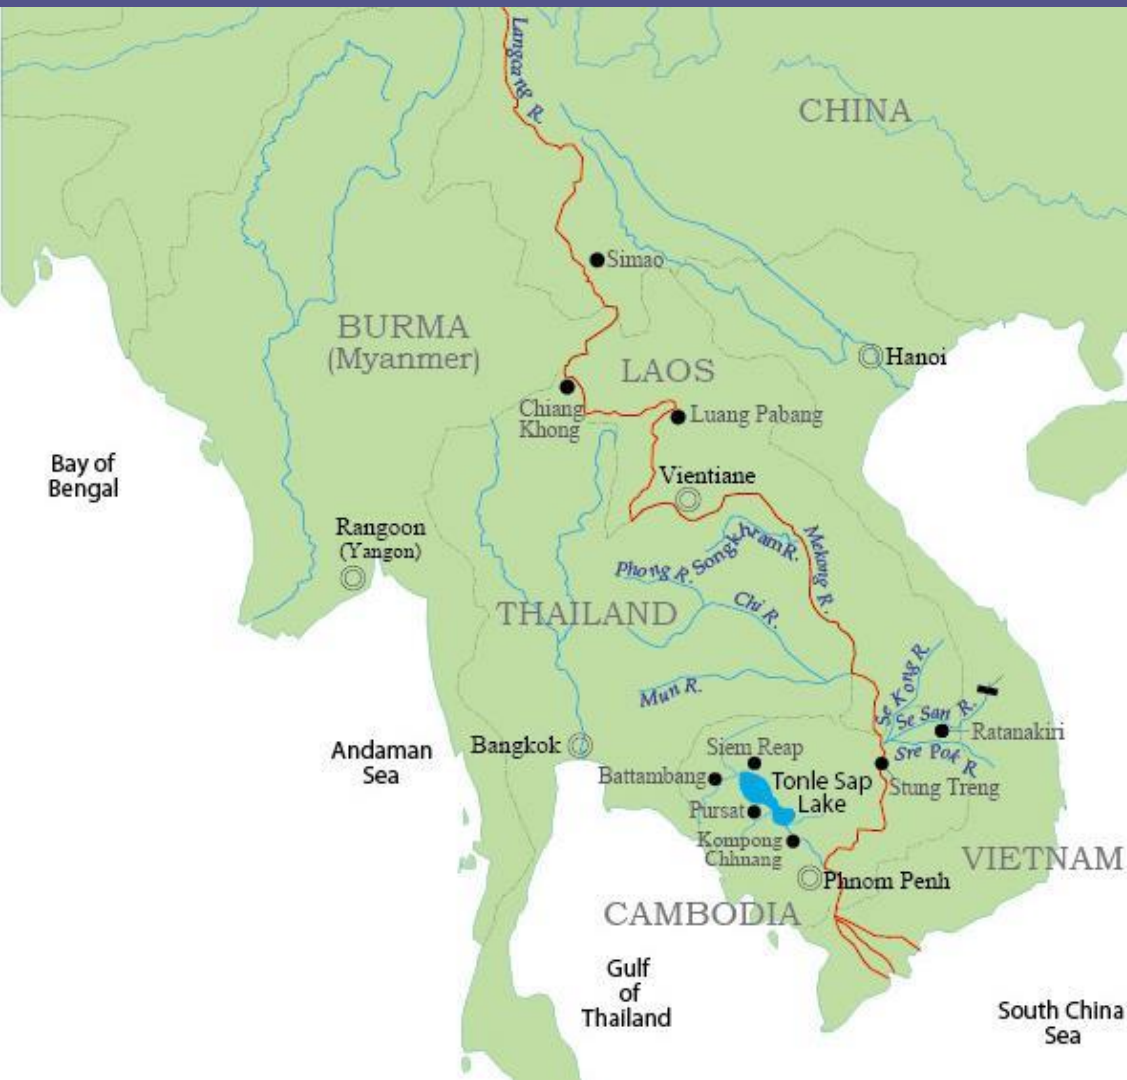 Langcang R.
CHINA
Simao
BURMA
(Myanmer)
Hanoi
LAOS
Chiang
Khong
Luang Pabang
Bay of
Bengal
Vientiane
Rangoon
(Yangon)
Mekong R.
Songkhram R.
Phong R.
THAILAND
Chi R.
Mun R.
Se Kong R.
Se San R.
Ratanakiri
Sre Pok R
Stung Treng
Andaman
Sea
Bangkok
Siem Reap
Battambang
Tonle Sap
Lake
Pursat
Kompong
Chhnang
VIETNAM
Phnom Penh
CAMBODIA
Gulf
of
Thailand
South China
Sea